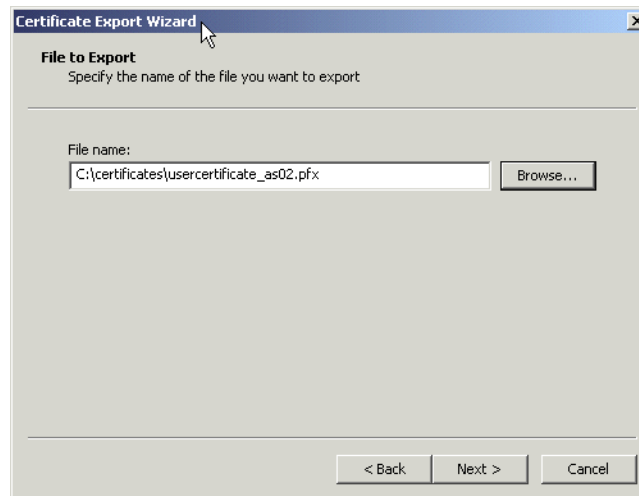 Certificate Export Wizard
File to Export
Specify the name of the file you want to export
File name:
C:\certificates\usercertificate_as02.pfx
Browse...
< Back
Next >
Cancel